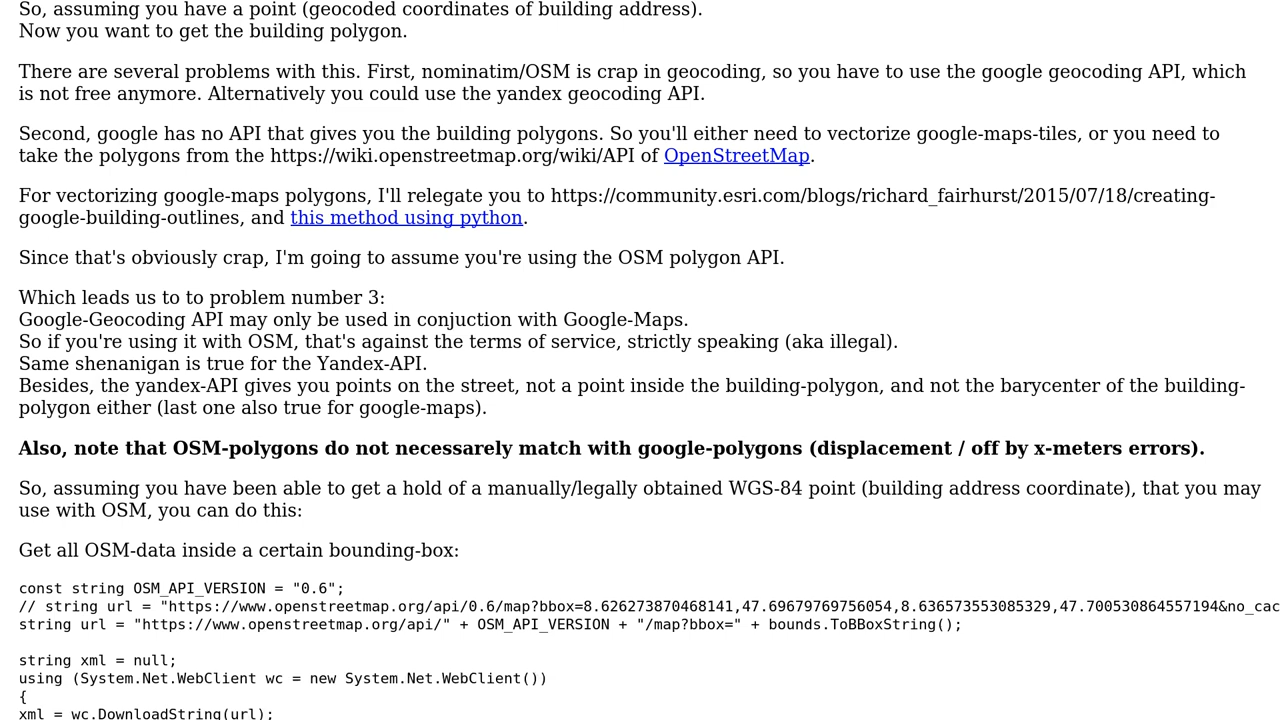 So, assuming you have a point (geocoded coordinates of building address).
Now you want to get the building polygon.
There are several problems with this. First, nominatim/OSM is crap in geocoding, so you have to use the google geocoding API, which
is not free anymore. Alternatively you could use the yandex geocoding API.
Second, google has no API that gives you the building polygons. So you'll either need to vectorize google-maps-tiles, or you need to
take the polygons from the https://wiki.openstreetmap.org/wiki/API of OpenStreetMap.
For vectorizing google-maps polygons, I'll relegate you to https://community.esri.com/blogs/richard_fairhurst/2015/07/18/creating-
google-building-outlines, and this method using python.
Since that's obviously crap, I'm going to assume you're using the OSM polygon API.
Which leads us to to problem number 3:
Google-Geocoding API may only be used in conjuction with Google-Maps.
So if you're using it with OSM, that's against the terms of service, strictly speaking (aka illegal).
Same shenanigan is true for the Yandex-API.
Besides, the yandex-API gives you points on the street, not a point inside the building-polygon, and not the barycenter of the building-
polygon either (last one also true for google-maps).
Also, note that OSM-polygons do not necessarely match with google-polygons (displacement / off by x-meters errors).
So, assuming you have been able to get a hold of a manually/legally obtained WGS-84 point (building address coordinate), that you may
use with OSM, you can do this:
Get all OSM-data inside a certain bounding-box:
const string OSM_API_VERSION = "0.6";
// string url = "https://www.openstreetmap.org/api/0.6/map?bbox=8.626273870468141,47.69679769756054,8.636573553085329,47.700530864557194&no_cac
string url = "https://www.openstreetmap.org/api/" + OSM_API_VERSION + "/map?bbox=" + bounds.ToBBoxString();
string xml = null;
using (System.Net.WebClient wc = new System.Net.WebClient())
{
xml = wc.DownloadString(url);